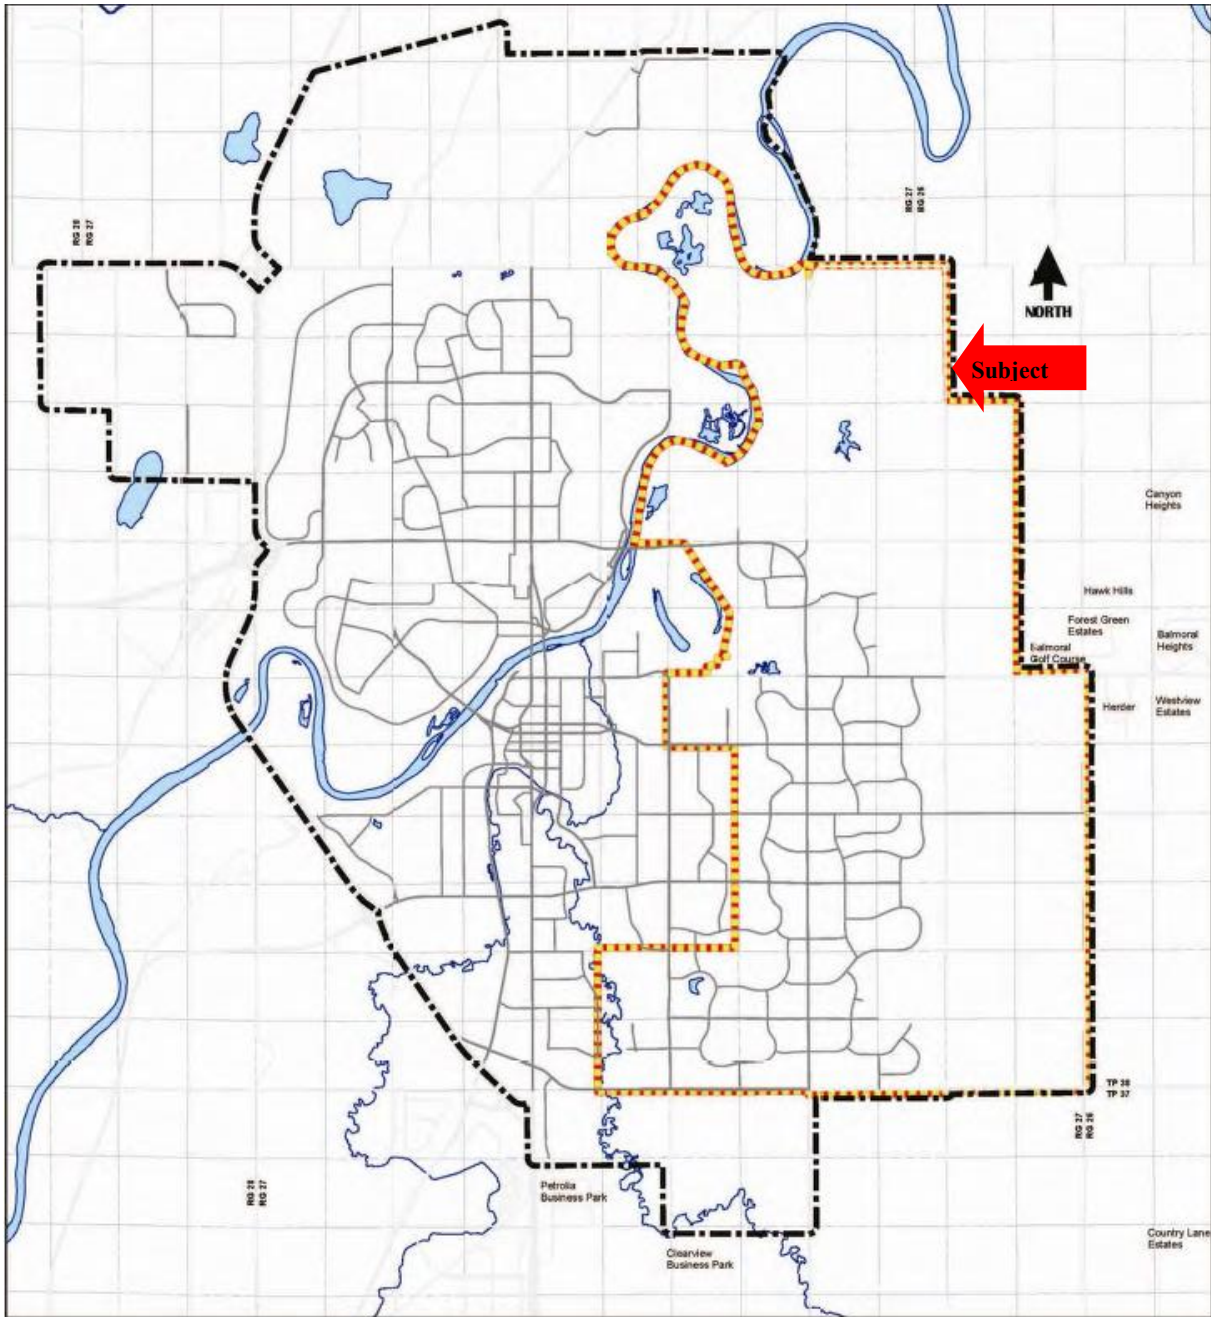 RG 27
RG 26
RG 28
RG 27
NORTH
Subject
Canyon
Heights
Hawk Hills
Forest Green
Estates
Balmoral
Heights
Balmoral
Golf Course
Herder
Westview
Estates
TP 38
TP 37
RG 27
RG 26
RG 28
RG 27
Petrolia
Business Park
Clearview
Business Park
Country Lane
Estates